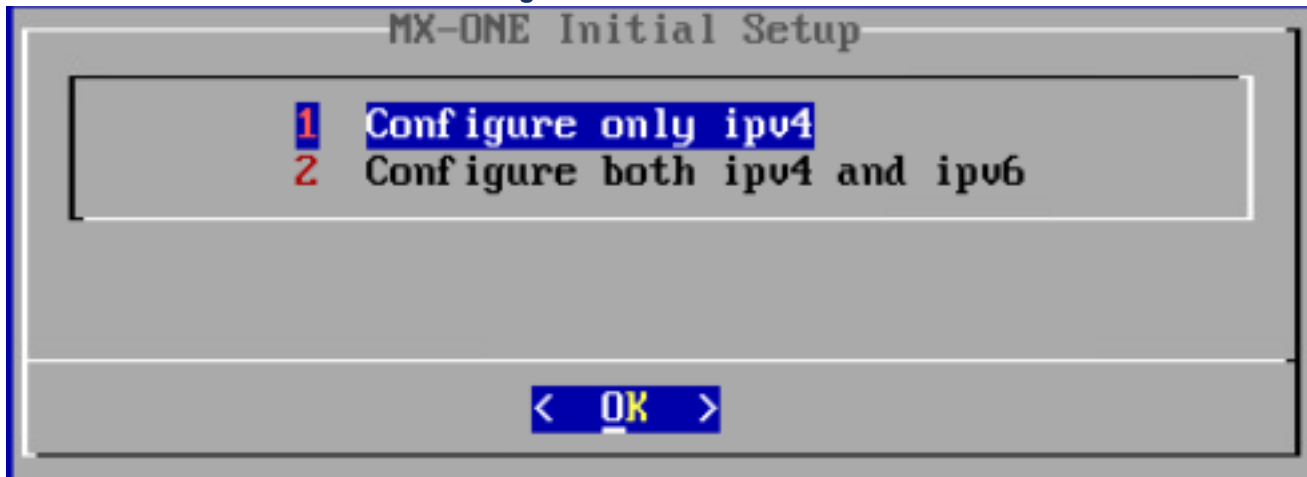 MX-ONE Initial Setup
1 Configure only ipv4
2 Configure both ipv4 and ipv6
< OK >